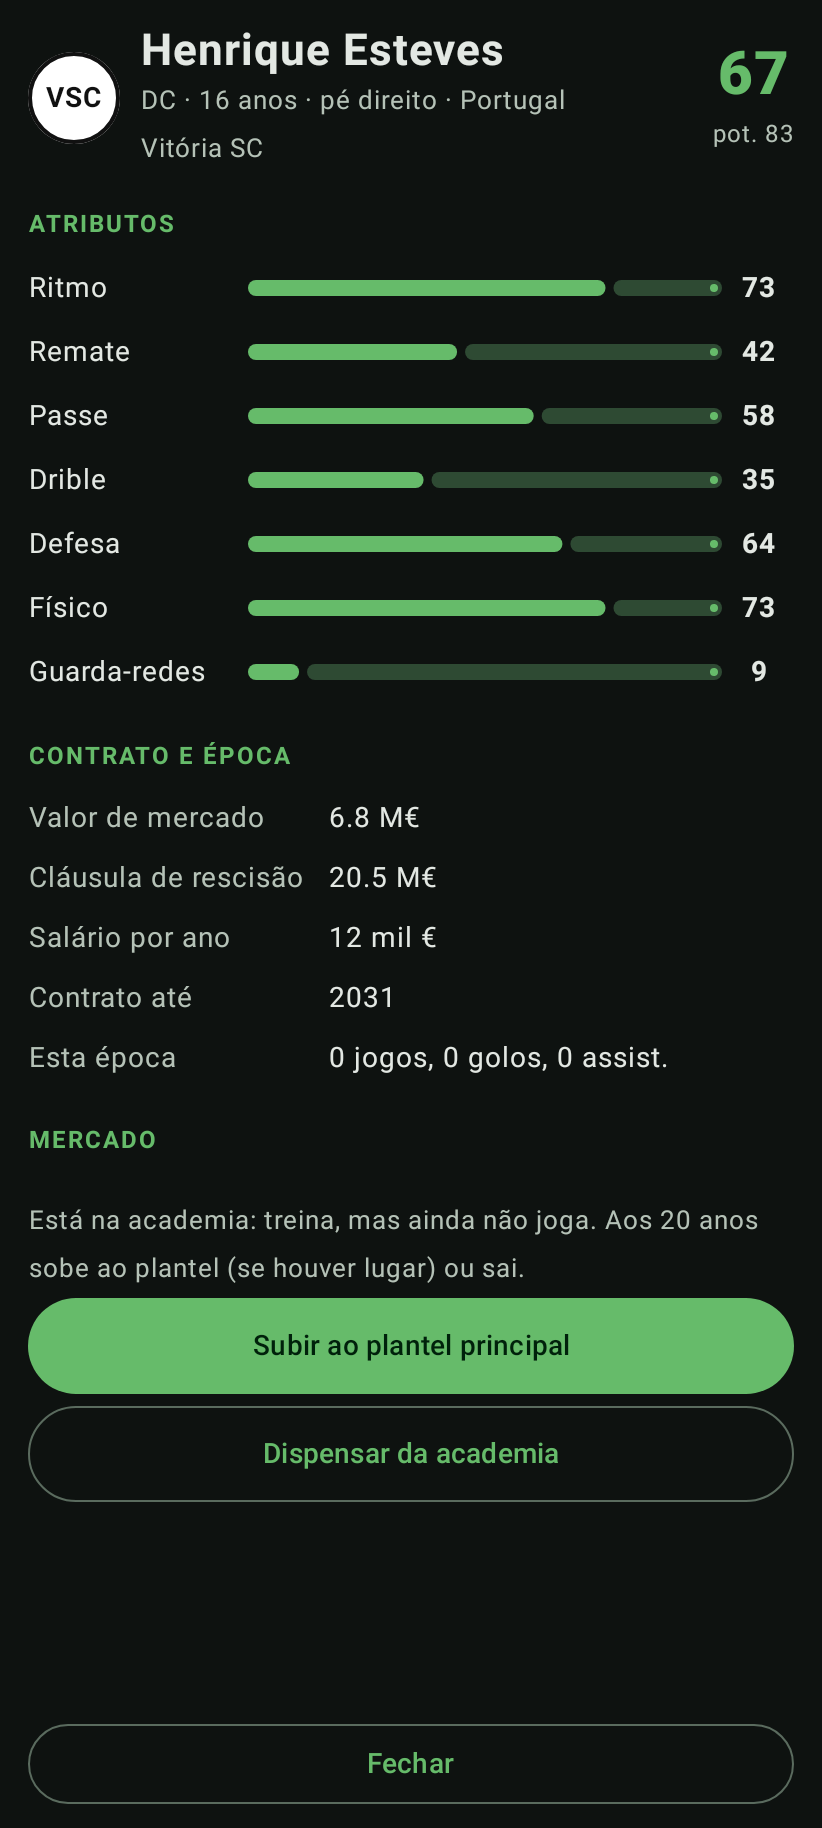 VSC
Henrique Esteves
DC · 16 anos · pé direito · Portugal
Vitória SC
67
pot. 83
ATRIBUTOS
Ritmo 73
Remate 42
Passe 58
Drible 35
Defesa 64
Físico 73
Guarda-redes 9
CONTRATO E ÉPOCA
Valor de mercado 6.8 M€
Cláusula de rescisão 20.5 M€
Salário por ano 12 mil €
Contrato até 2031
Esta época 0 jogos, 0 golos, 0 assist.
MERCADO
Está na academia: treina, mas ainda não joga. Aos 20 anos
sobe ao plantel (se houver lugar) ou sai.
Subir ao plantel principal
Dispensar da academia
Fechar